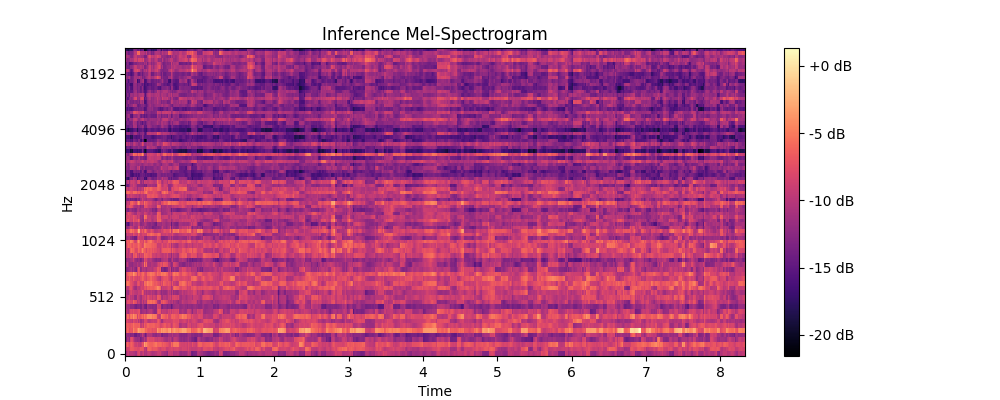 Inference Mel-Spectrogram
Hz
8192
4096
2048
1024
512
0
0 1 2 3 4 5 6 7 8
Time
+0 dB
-5 dB
-10 dB
-15 dB
-20 dB